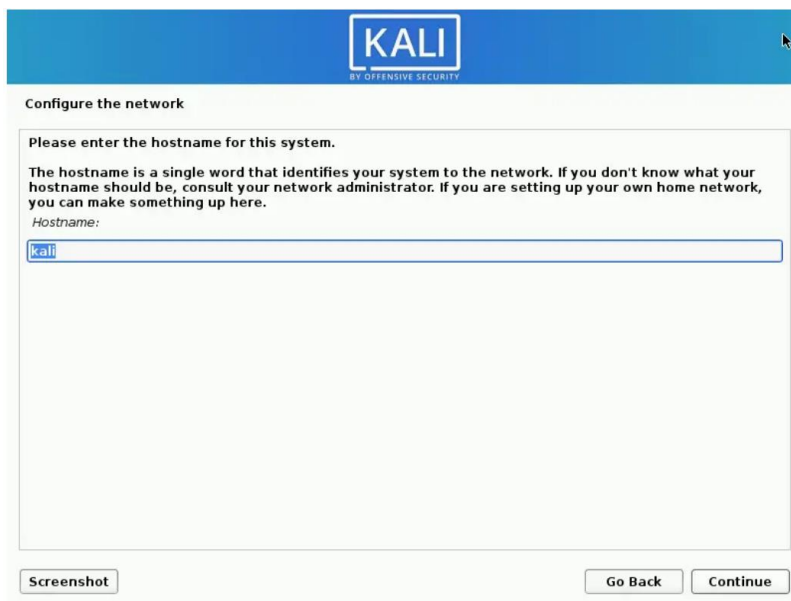 KALI
BY OFFENSIVE SECURITY
Configure the network
Please enter the hostname for this system.
The hostname is a single word that identifies your system to the network. If you don't know what your
hostname should be, consult your network administrator. If you are setting up your own home network,
you can make something up here.
Hostname:
kali
Screenshot
Go Back
Continue